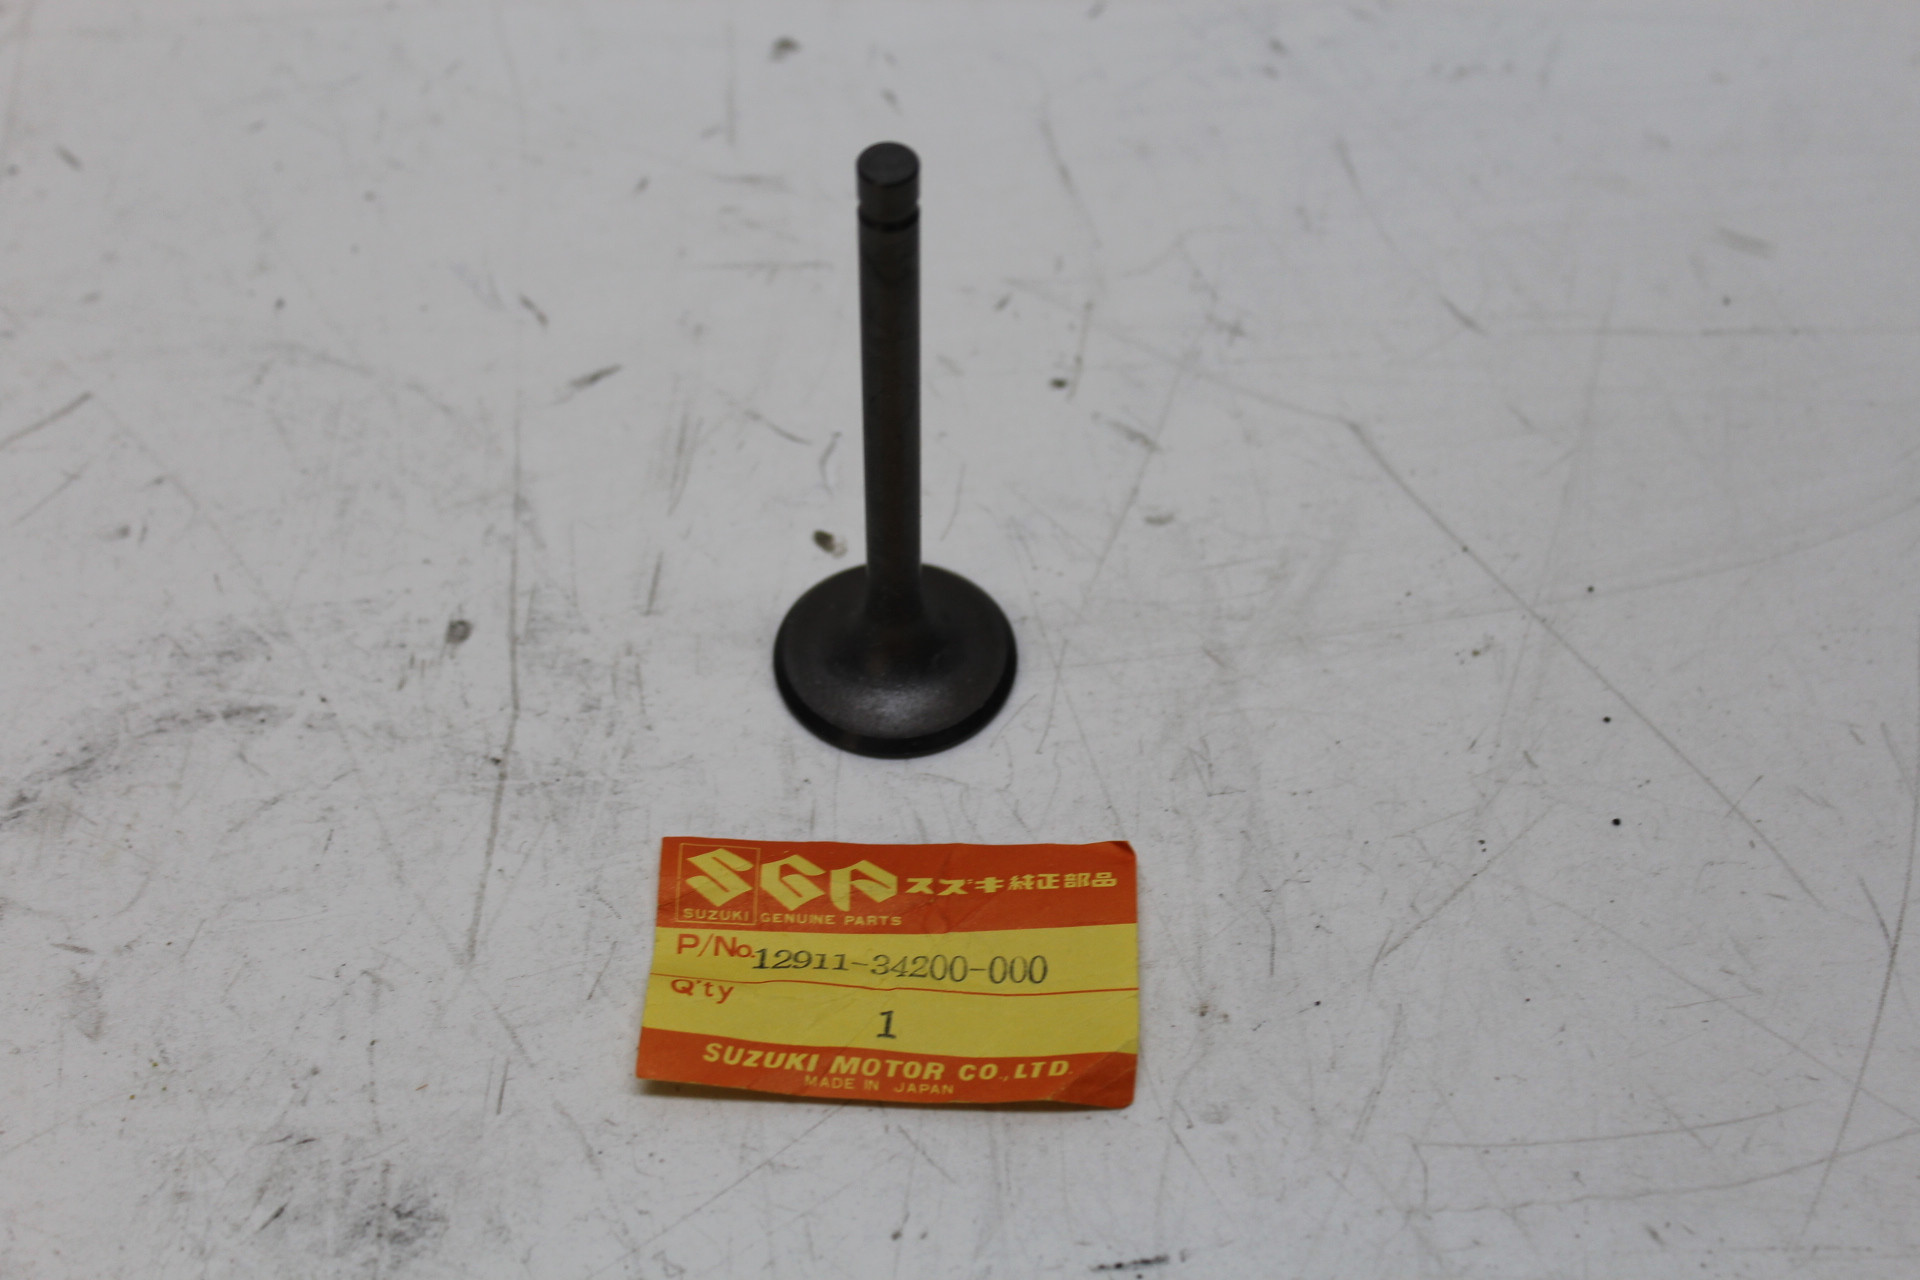 SGP スズキ純正部品
SUZUKI GENUINE PARTS
P/No. 12911-34200-000
Q'ty
1
SUZUKI MOTOR CO.,LTD.
MADE IN JAPAN